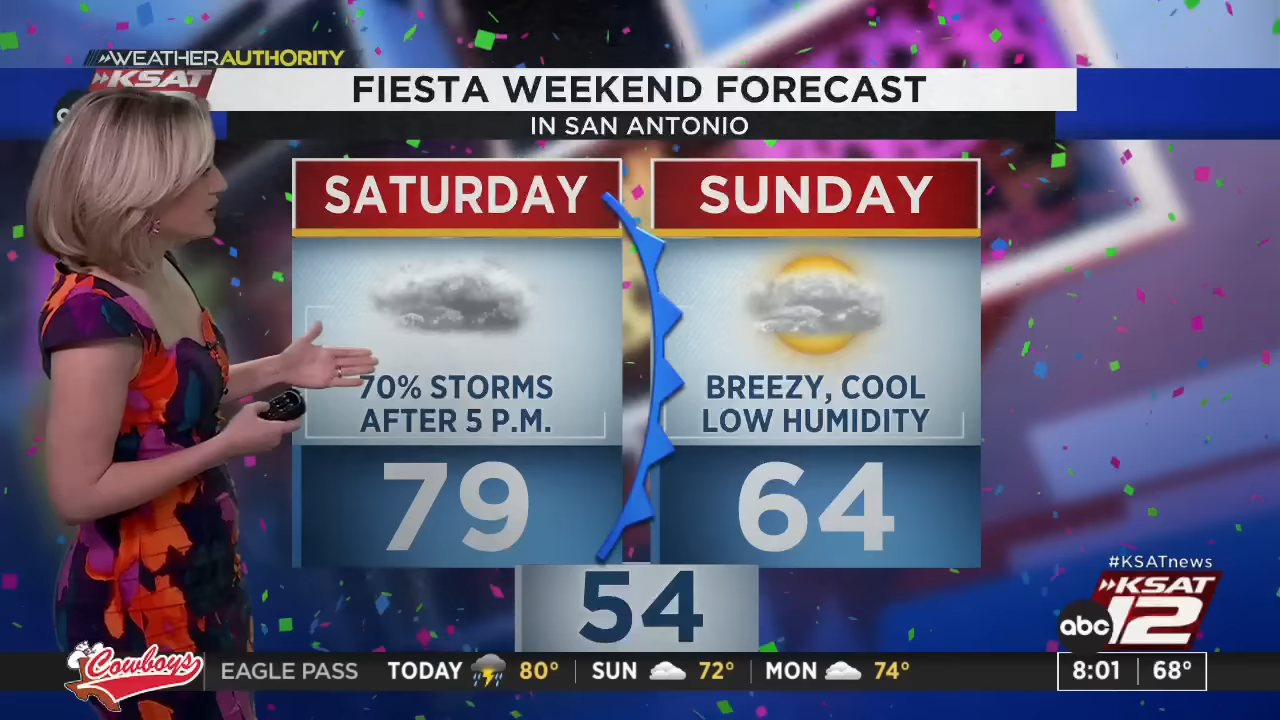 WEATHERAUTHORITY
KSAT
FIESTA WEEKEND FORECAST
IN SAN ANTONIO
SATURDAY
SUNDAY
70% STORMS
AFTER 5 P.M.
BREEZY, COOL
LOW HUMIDITY
79
64
54
#KSATnews
KSAT
abc 12
Cowboys
EAGLE PASS TODAY 80° SUN 72° MON 74°
8:01 68°